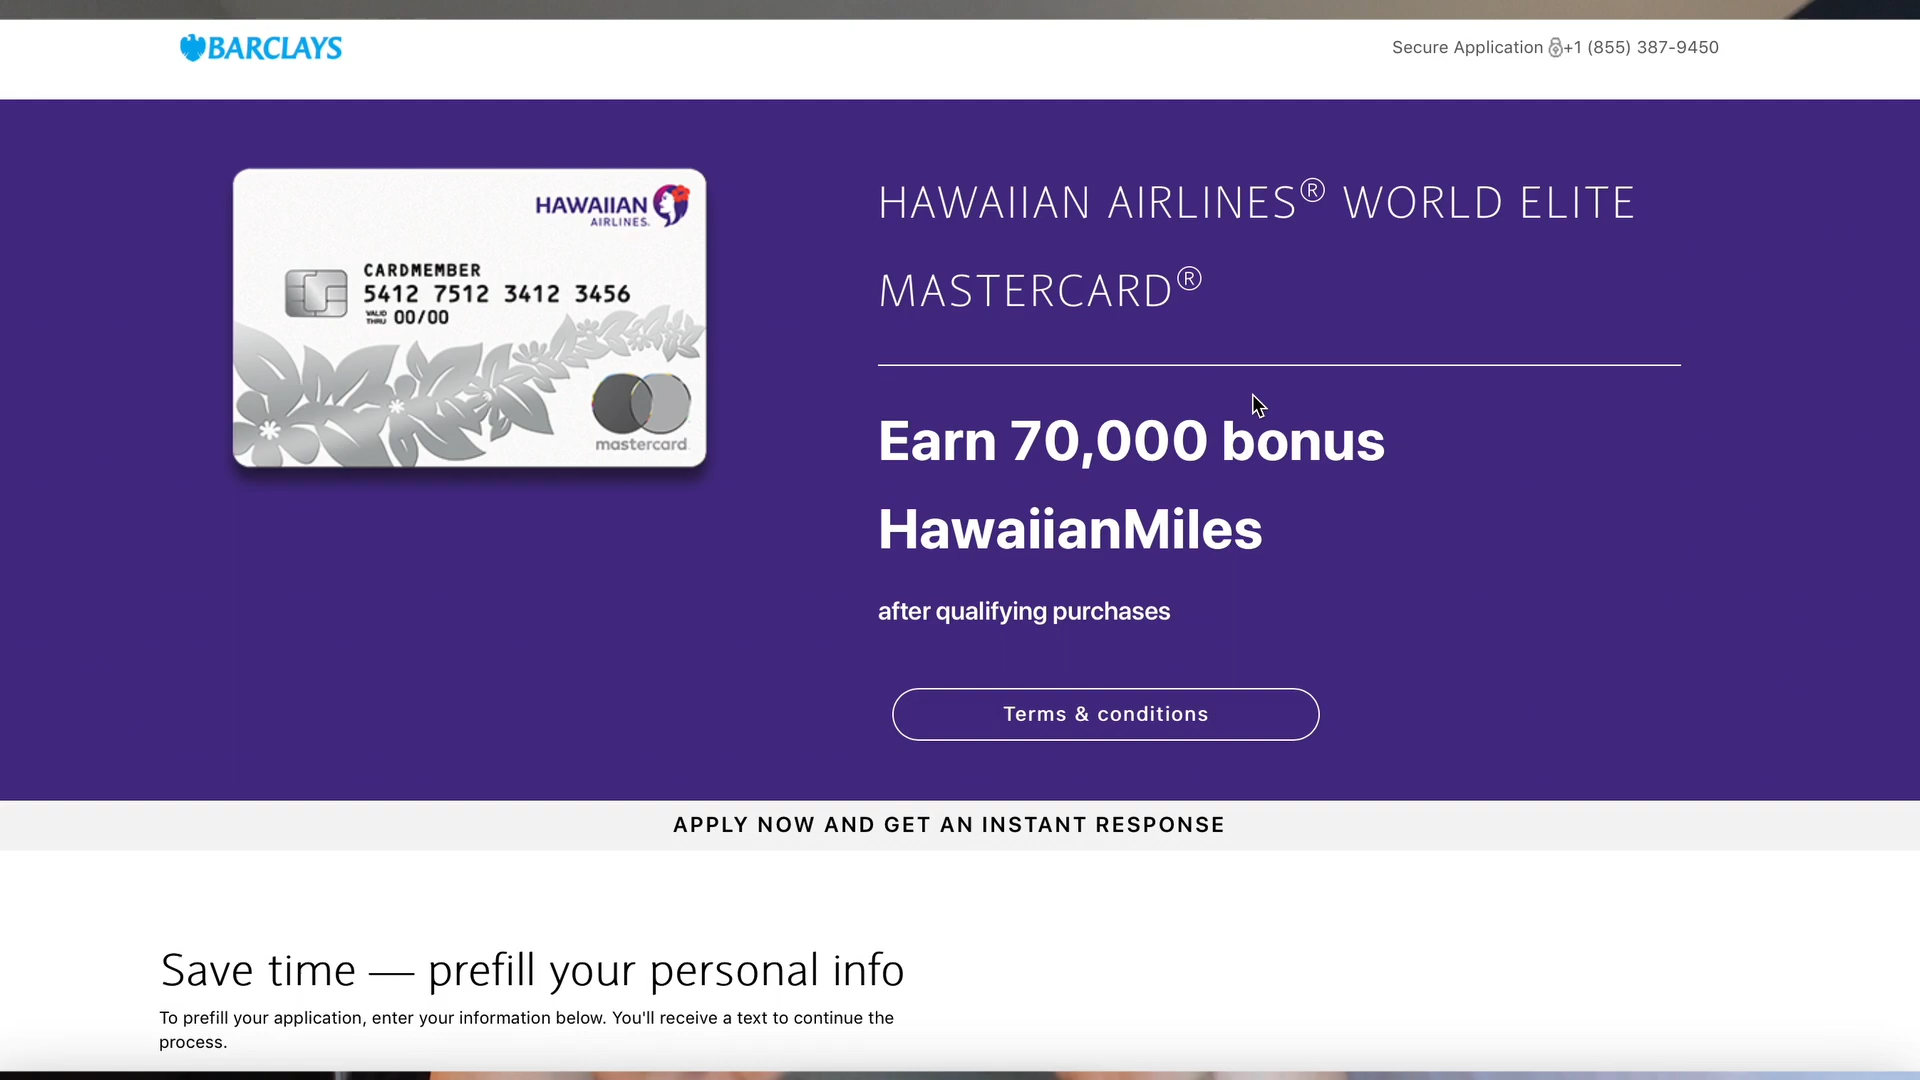 BARCLAYS
Secure Application +1 (855) 387-9450
HAWAIIAN AIRLINES.
CARDMEMBER
5412 7512 3412 3456
VALID THRU 00/00
mastercard
HAWAIIAN AIRLINES® WORLD ELITE
MASTERCARD®
Earn 70,000 bonus
HawaiianMiles
after qualifying purchases
Terms & conditions
APPLY NOW AND GET AN INSTANT RESPONSE
Save time — prefill your personal info
To prefill your application, enter your information below. You'll receive a text to continue the
process.